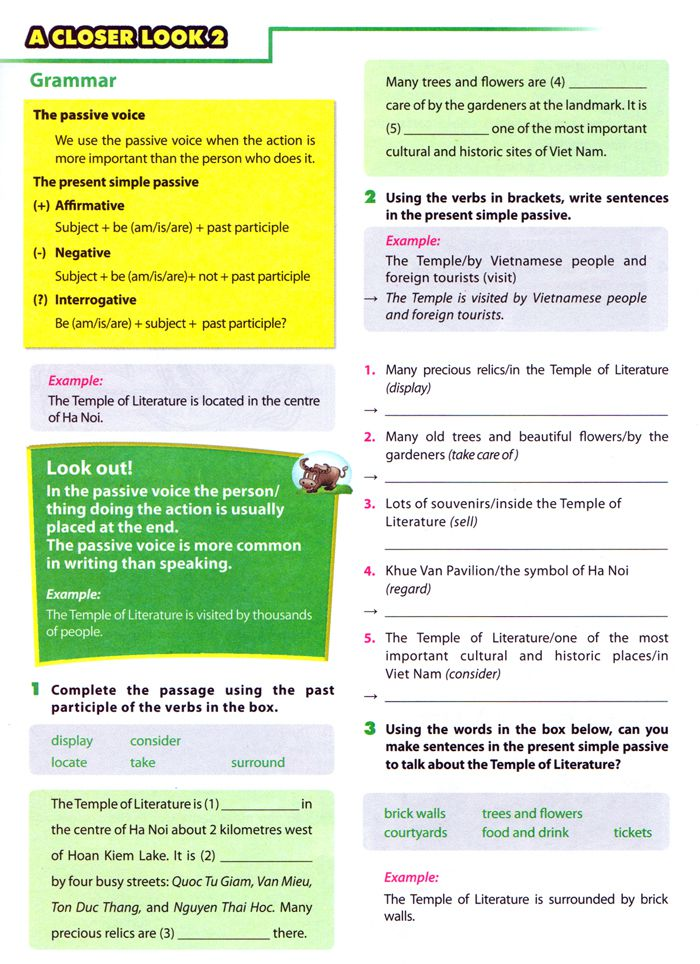 A CLOSER LOOK 2
Grammar
The passive voice
We use the passive voice when the action is
more important than the person who does it.
The present simple passive
(+) Affirmative
Subject + be (am/is/are) + past participle
(-) Negative
Subject + be (am/is/are)+ not + past participle
(?) Interrogative
Be (am/is/are) + subject + past participle?
Example:
The Temple of Literature is located in the centre
of Ha Noi.
Look out!
In the passive voice the person/
thing doing the action is usually
placed at the end.
The passive voice is more common
in writing than speaking.
Example:
The Temple of Literature is visited by thousands
of people.
1 Complete the passage using the past
participle of the verbs in the box.
display consider
locate take surround
The Temple of Literature is (1) ____________ in
the centre of Ha Noi about 2 kilometres west
of Hoan Kiem Lake. It is (2) ______________
by four busy streets: Quoc Tu Giam, Van Mieu,
Ton Duc Thang, and Nguyen Thai Hoc. Many
precious relics are (3) ______________ there.
Many trees and flowers are (4) ____________
care of by the gardeners at the landmark. It is
(5) _____________ one of the most important
cultural and historic sites of Viet Nam.
2 Using the verbs in brackets, write sentences
in the present simple passive.
Example:
The Temple/by Vietnamese people and
foreign tourists (visit)
→ The Temple is visited by Vietnamese people
and foreign tourists.
1. Many precious relics/in the Temple of Literature
(display)
→ ____________________________________________
2. Many old trees and beautiful flowers/by the
gardeners (take care of)
→ ____________________________________________
3. Lots of souvenirs/inside the Temple of
Literature (sell)
____________________________________________
4. Khue Van Pavilion/the symbol of Ha Noi
(regard)
→ ____________________________________________
5. The Temple of Literature/one of the most
important cultural and historic places/in
Viet Nam (consider)
→ ____________________________________________
3 Using the words in the box below, can you
make sentences in the present simple passive
to talk about the Temple of Literature?
brick walls trees and flowers
courtyards food and drink tickets
Example:
The Temple of Literature is surrounded by brick
walls.